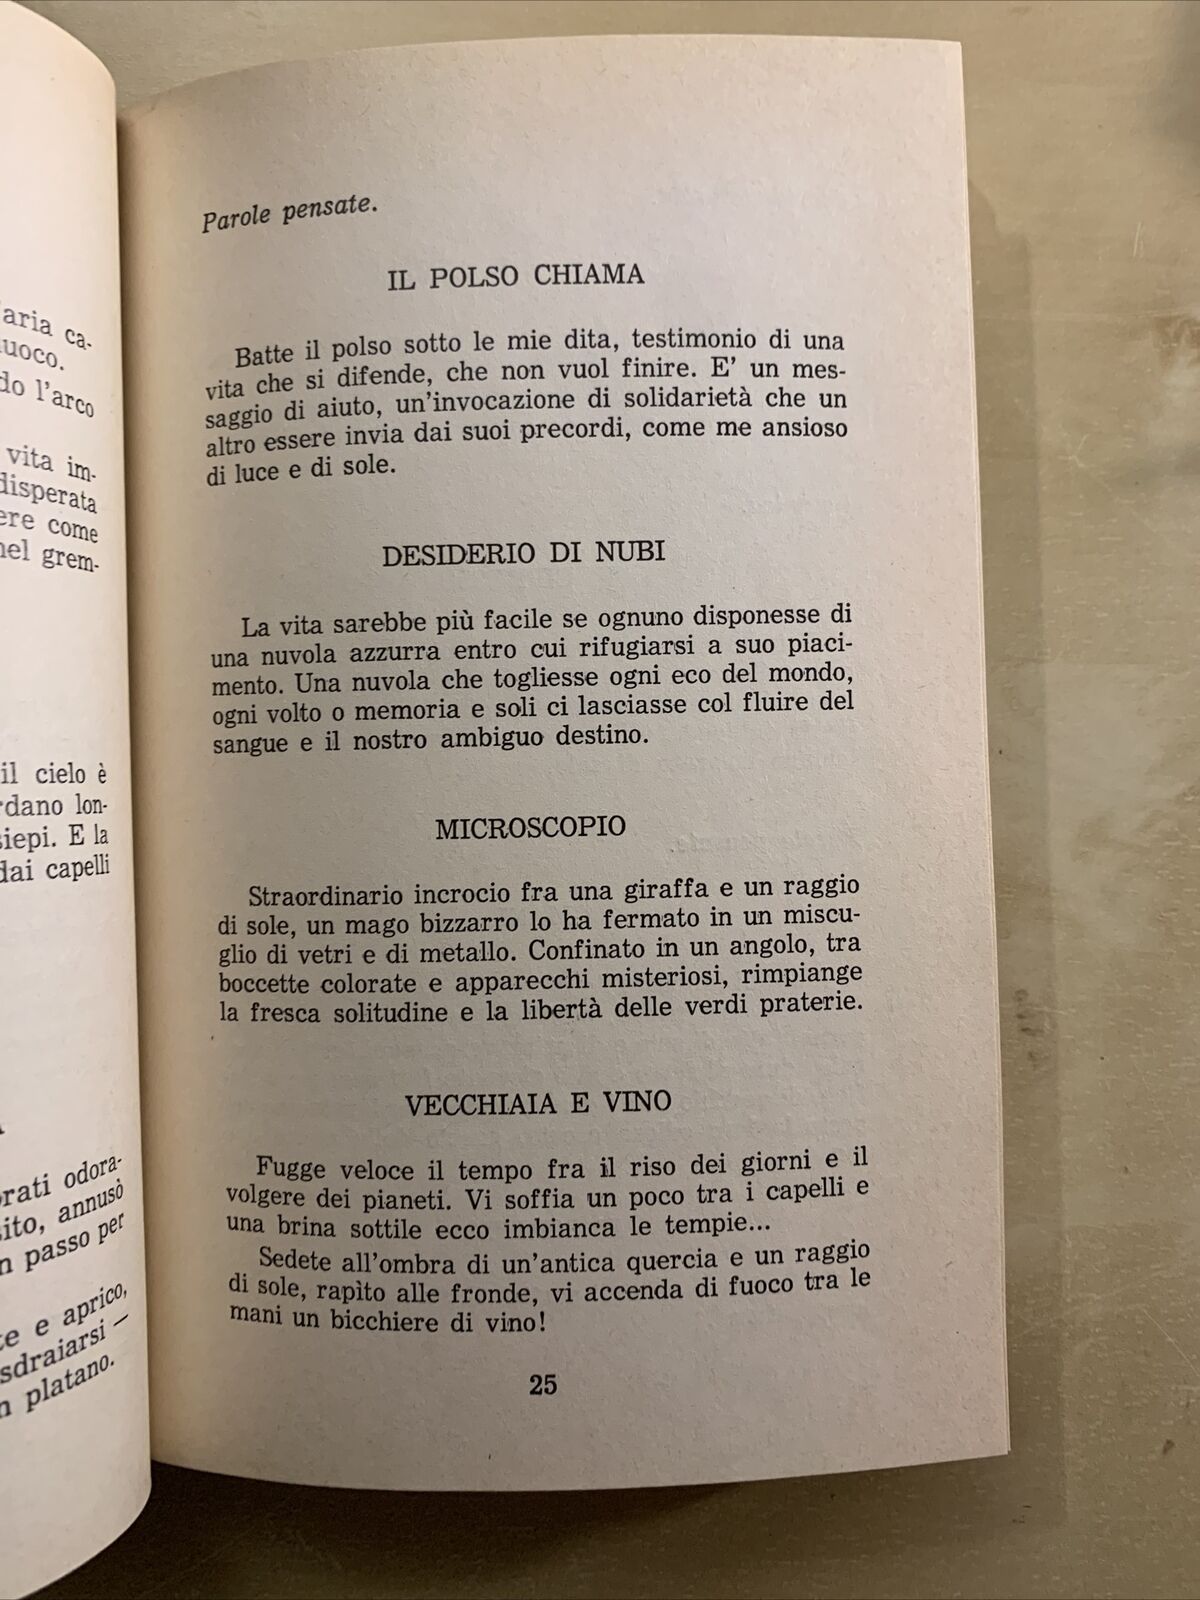 'aria ca-
uoco.
do l'arco
vita im-
disperata
ere come
nel grem-
il cielo è
rdano lon-
siepi. E la
dai capelli
rati odora-
sito, annusò
n passo per
te e aprico,
sdraiarsi –
n platano.
Parole pensate.
IL POLSO CHIAMA
Batte il polso sotto le mie dita, testimonio di una
vita che si difende, che non vuol finire. E' un mes-
saggio di aiuto, un'invocazione di solidarietà che un
altro essere invia dai suoi precordi, come me ansioso
di luce e di sole.
DESIDERIO DI NUBI
La vita sarebbe più facile se ognuno disponesse di
una nuvola azzurra entro cui rifugiarsi a suo piaci-
mento. Una nuvola che togliesse ogni eco del mondo,
ogni volto o memoria e soli ci lasciasse col fluire del
sangue e il nostro ambiguo destino.
MICROSCOPIO
Straordinario incrocio fra una giraffa e un raggio
di sole, un mago bizzarro lo ha fermato in un miscu-
glio di vetri e di metallo. Confinato in un angolo, tra
boccette colorate e apparecchi misteriosi, rimpiange
la fresca solitudine e la libertà delle verdi praterie.
VECCHIAIA E VINO
Fugge veloce il tempo fra il riso dei giorni e il
volgere dei pianeti. Vi soffia un poco tra i capelli e
una brina sottile ecco imbianca le tempie...
Sedete all'ombra di un'antica quercia e un raggio
di sole, rapìto alle fronde, vi accenda di fuoco tra le
mani un bicchiere di vino!
25